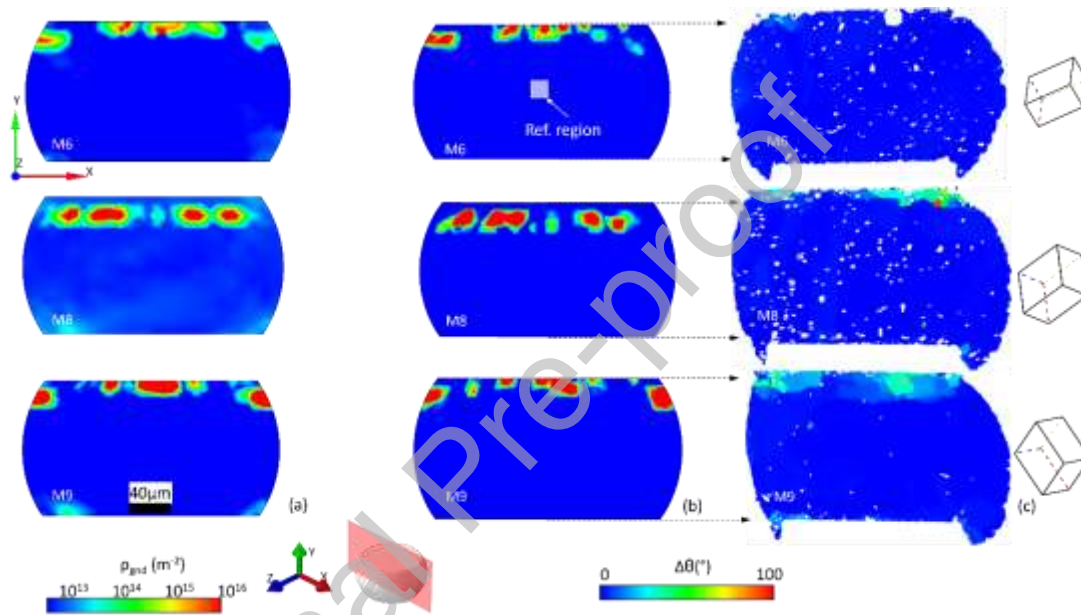 M6
Y
Z
X
M6
Ref. region
M6
M8
M8
M8
M9
M9
M9
40μm
(a)
(b)
(c)
ρgnd (m⁻²)
10¹³ 10¹⁴ 10¹⁵ 10¹⁶
Y
Z
X
Δθ(°)
0 100
al Pre-proof